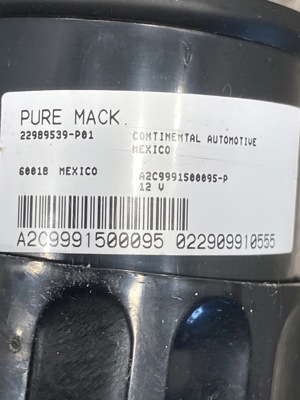 PURE MACK.
22989539-P01
CONTINENTAL AUTOMOTIVE
MEXICO
60018 MEXICO
A2C9991500095-P
12 V
A2C9991500095 022909910555